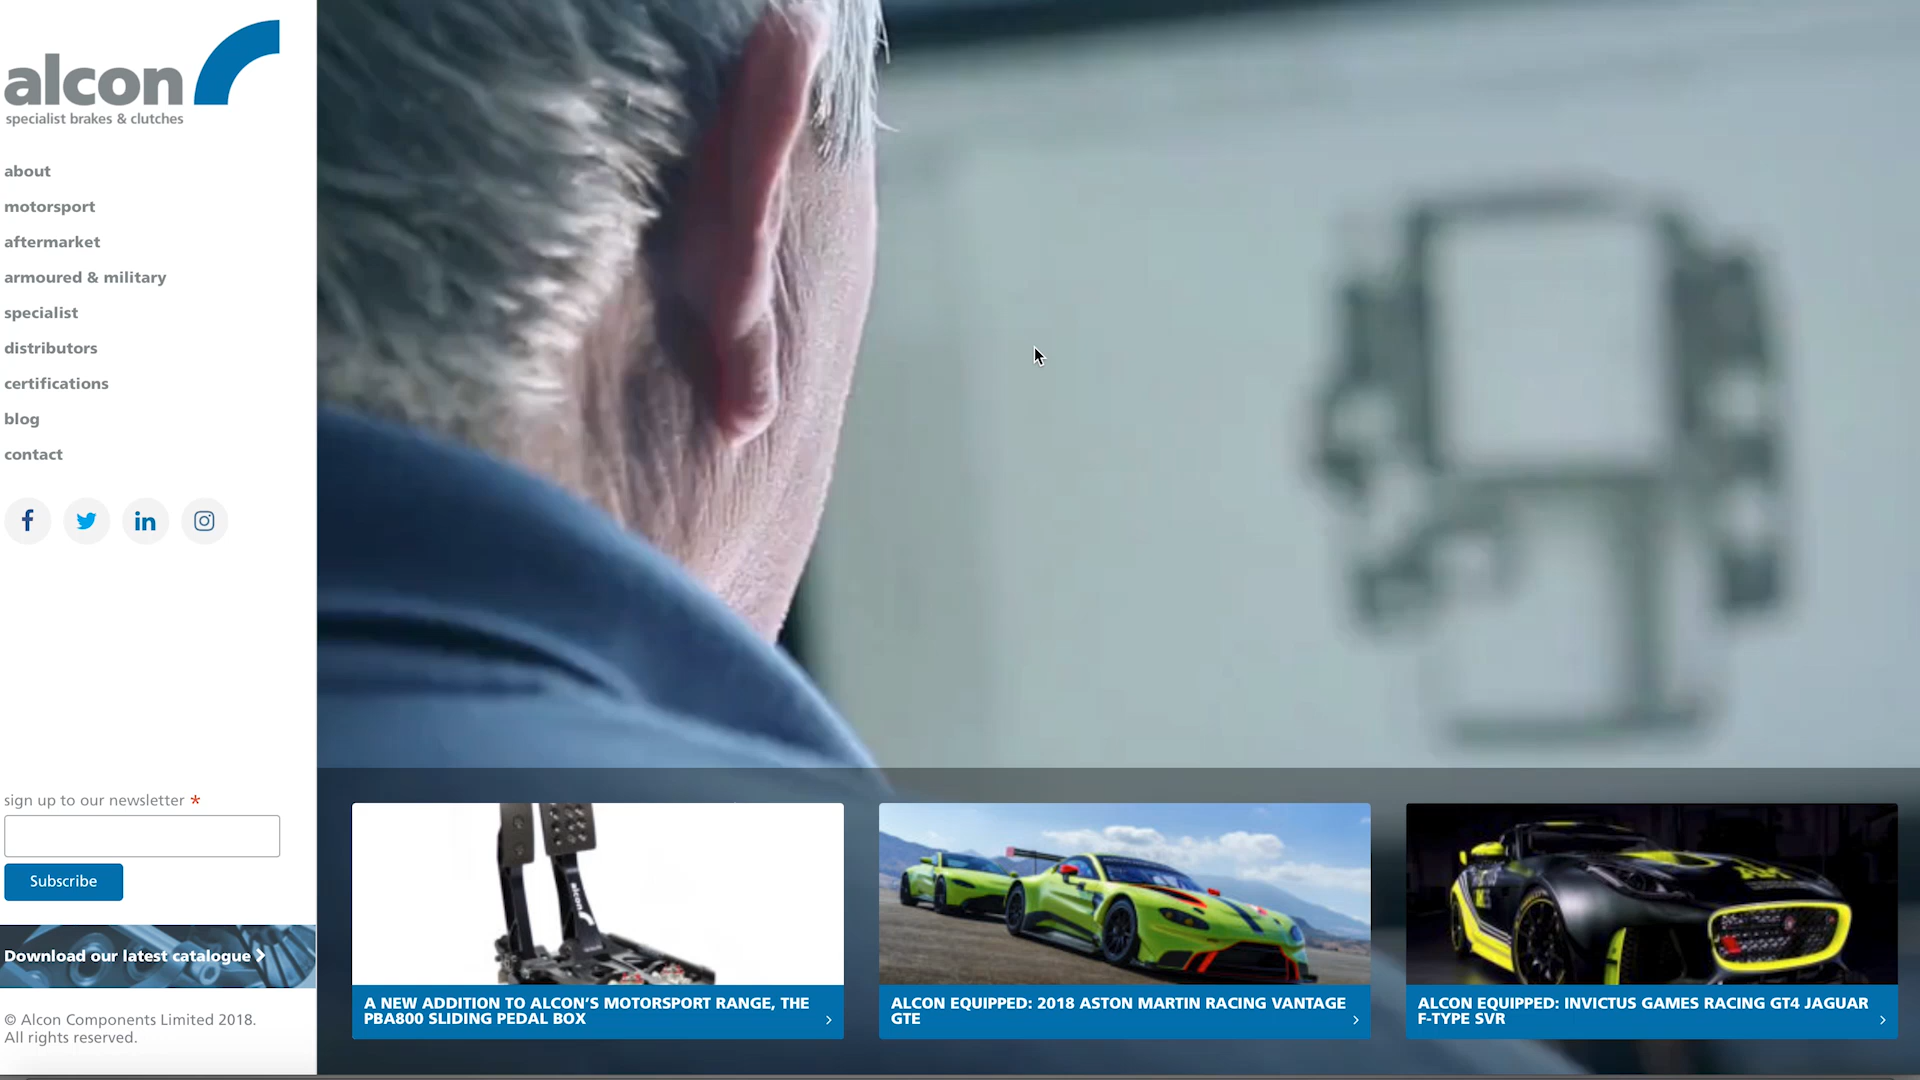 alcon
specialist brakes & clutches
about
motorsport
aftermarket
armoured & military
specialist
distributors
certifications
blog
contact
sign up to our newsletter *
Subscribe
Download our latest catalogue
© Alcon Components Limited 2018.
All rights reserved.
alcon
A NEW ADDITION TO ALCON’S MOTORSPORT RANGE, THE
PBA800 SLIDING PEDAL BOX
ALCON EQUIPPED: 2018 ASTON MARTIN RACING VANTAGE
GTE
ALCON EQUIPPED: INVICTUS GAMES RACING GT4 JAGUAR
F-TYPE SVR